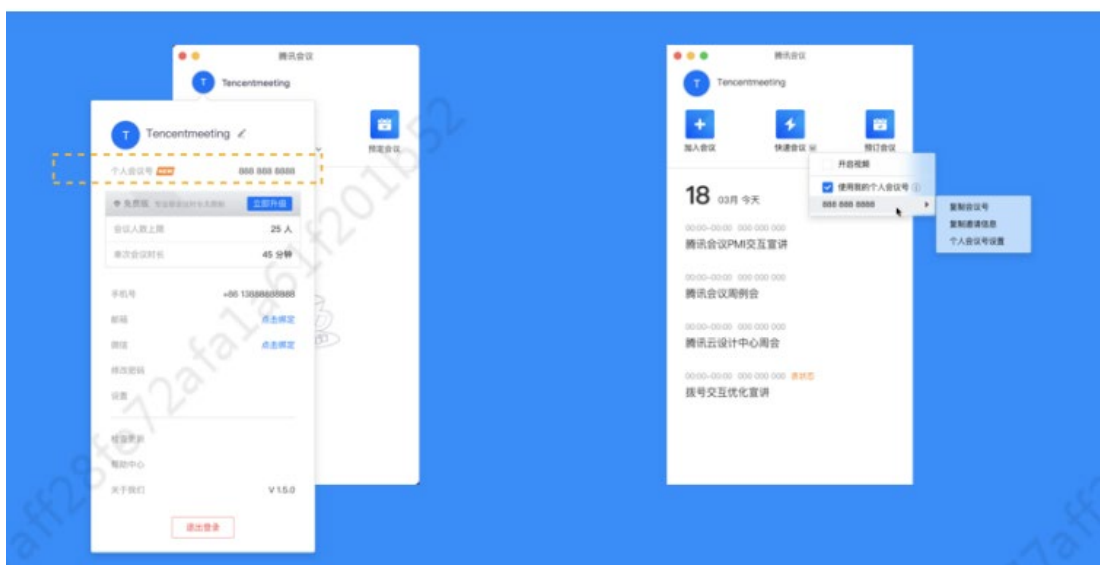 腾讯会议
T Tencentmeeting
预定会议
T Tencentmeeting
个人会议号 NEW 888 888 8888
免费版 立即升级
会议人数上限 25 人
单次会议时长 45 分钟
手机号 +86 13888888888
邮箱 点击绑定
微信 点击绑定
修改密码
设置
检查更新
帮助中心
关于我们 V 1.5.0
退出登录
腾讯会议
T Tencentmeeting
加入会议 快速会议 预订会议
开启视频
使用我的个人会议号
888 888 8888
复制会议号
复制邀请信息
个人会议号设置
18 03月 今天
00:00-00:00 000 000 000
腾讯会议PMI交互宣讲
00:00-00:00 000 000 000
腾讯会议周例会
00:00-00:00 000 000 000
腾讯云设计中心周会
00:00-00:00 000 000 000
拨号交互优化宣讲